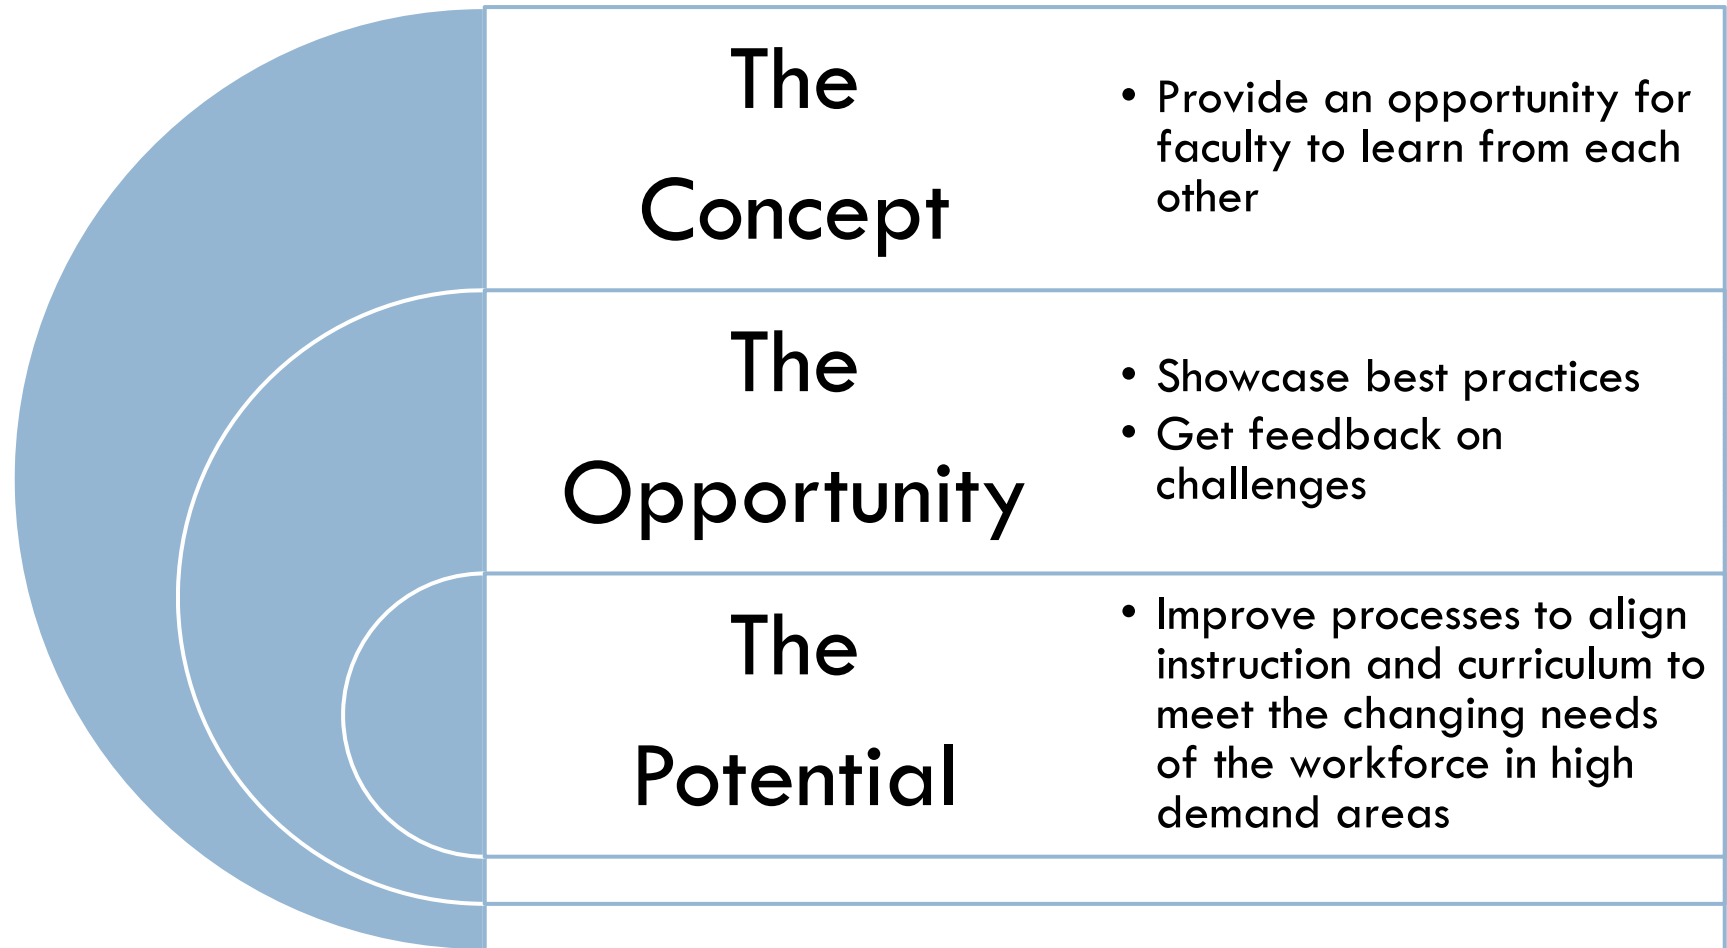 The
Concept
• Provide an opportunity for
faculty to learn from each
other
The
Opportunity
• Showcase best practices
• Get feedback on
challenges
The
Potential
• Improve processes to align
instruction and curriculum to
meet the changing needs
of the workforce in high
demand areas